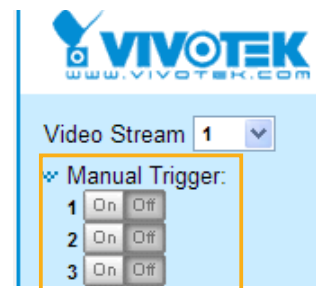 VIVOTEK
www.vivotek.com
Video Stream 1
Manual Trigger:
1 On Off
2 On Off
3 On Off